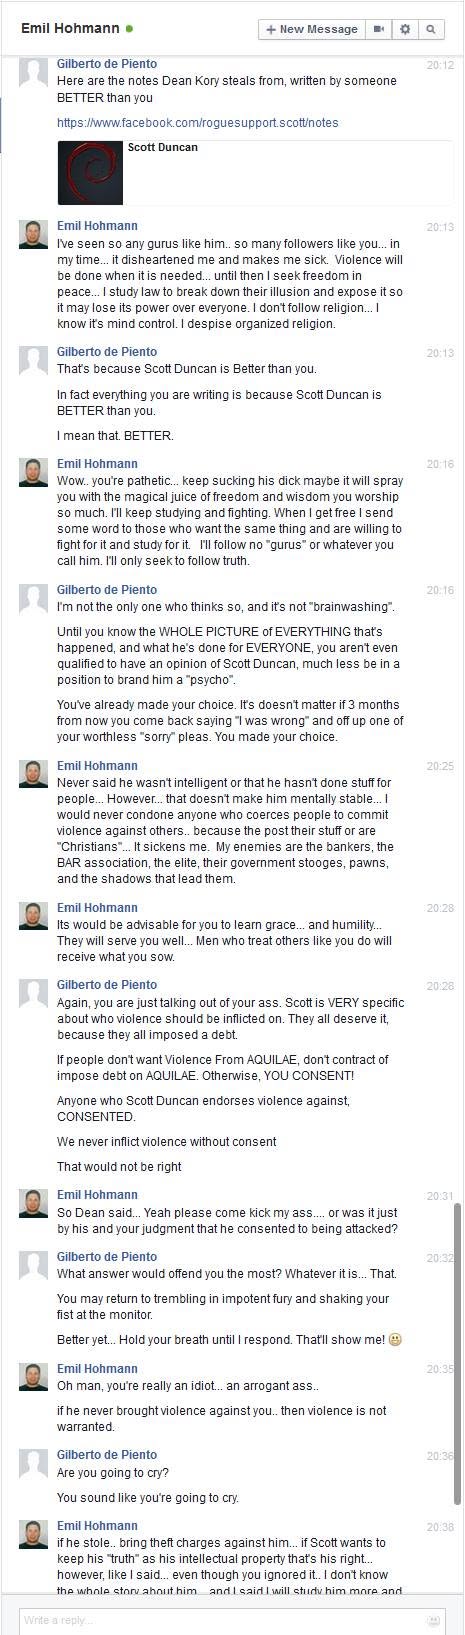 Emil Hohmann
+ New Message
Gilberto de Piento 20:12
Here are the notes Dean Kory steals from, written by someone
BETTER than you
https://www.facebook.com/roguesupport.scott/notes
Scott Duncan
Emil Hohmann 20:13
I've seen so any gurus like him.. so many followers like you... in
my time... it disheartened me and makes me sick. Violence will
be done when it is needed... until then I seek freedom in
peace... I study law to break down their illusion and expose it so
it may lose its power over everyone. I don't follow religion... I
know it's mind control. I despise organized religion.
Gilberto de Piento 20:13
That's because Scott Duncan is Better than you.
In fact everything you are writing is because Scott Duncan is
BETTER than you.
I mean that. BETTER.
Emil Hohmann 20:16
Wow.. you're pathetic... keep sucking his dick maybe it will spray
you with the magical juice of freedom and wisdom you worship
so much. I'll keep studying and fighting. When I get free I send
some word to those who want the same thing and are willing to
fight for it and study for it. I'll follow no "gurus" or whatever you
call him. I'll only seek to follow truth.
Gilberto de Piento 20:16
I'm not the only one who thinks so, and it's not "brainwashing".
Until you know the WHOLE PICTURE of EVERYTHING that's
happened, and what he's done for EVERYONE, you aren't even
qualified to have an opinion of Scott Duncan, much less be in a
position to brand him a "psycho".
You've already made your choice. It's doesn't matter if 3 months
from now you come back saying "I was wrong" and off up one of
your worthless "sorry" pleas. You made your choice.
Emil Hohmann 20:25
Never said he wasn't intelligent or that he hasn't done stuff for
people... However... that doesn't make him mentally stable... I
would never condone anyone who coerces people to commit
violence against others.. because the post their stuff or are
"Christians"... It sickens me. My enemies are the bankers, the
BAR association, the elite, their government stooges, pawns,
and the shadows that lead them.
Emil Hohmann 20:28
Its would be advisable for you to learn grace... and humility...
They will serve you well... Men who treat others like you do will
receive what you sow.
Gilberto de Piento 20:28
Again, you are just talking out of your ass. Scott is VERY specific
about who violence should be inflicted on. They all deserve it,
because they all imposed a debt.
If people don't want Violence From AQUILAE, don't contract of
impose debt on AQUILAE. Otherwise, YOU CONSENT!
Anyone who Scott Duncan endorses violence against,
CONSENTED.
We never inflict violence without consent
That would not be right
Emil Hohmann 20:31
So Dean said... Yeah please come kick my ass.... or was it just
by his and your judgment that he consented to being attacked?
Gilberto de Piento 20:32
What answer would offend you the most? Whatever it is... That.
You may return to trembling in impotent fury and shaking your
fist at the monitor.
Better yet... Hold your breath until I respond. That'll show me!
Emil Hohmann 20:35
Oh man, you're really an idiot... an arrogant ass..
if he never brought violence against you.. then violence is not
warranted.
Gilberto de Piento 20:36
Are you going to cry?
You sound like you're going to cry.
Emil Hohmann 20:38
if he stole.. bring theft charges against him... if Scott wants to
keep his "truth" as his intellectual property that's his right...
however, like I said... even though you ignored it.. I don't know
the whole story about him... and I said I will study him more and
Write a reply...